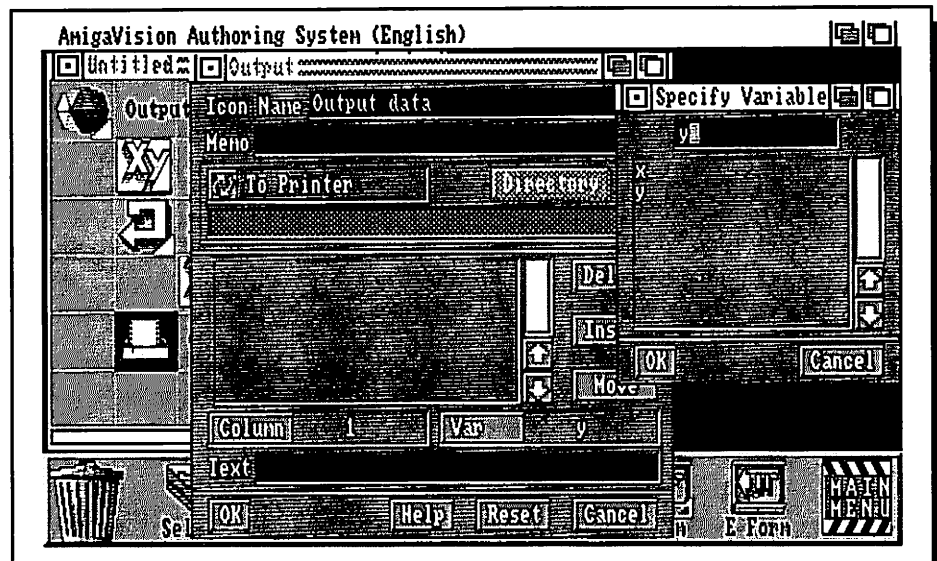 AmigaVision Authoring System (English)
Untitled
Output
Specify Variable
Output
Icon Name Output data
Memo
y
Xy
To Printer
Directory
x
y
Del
Ins
OK
Cancel
Move
Column 1
Var y
Text
OK
Help
Reset
Cancel
Sel
E Form
MAIN
MENU